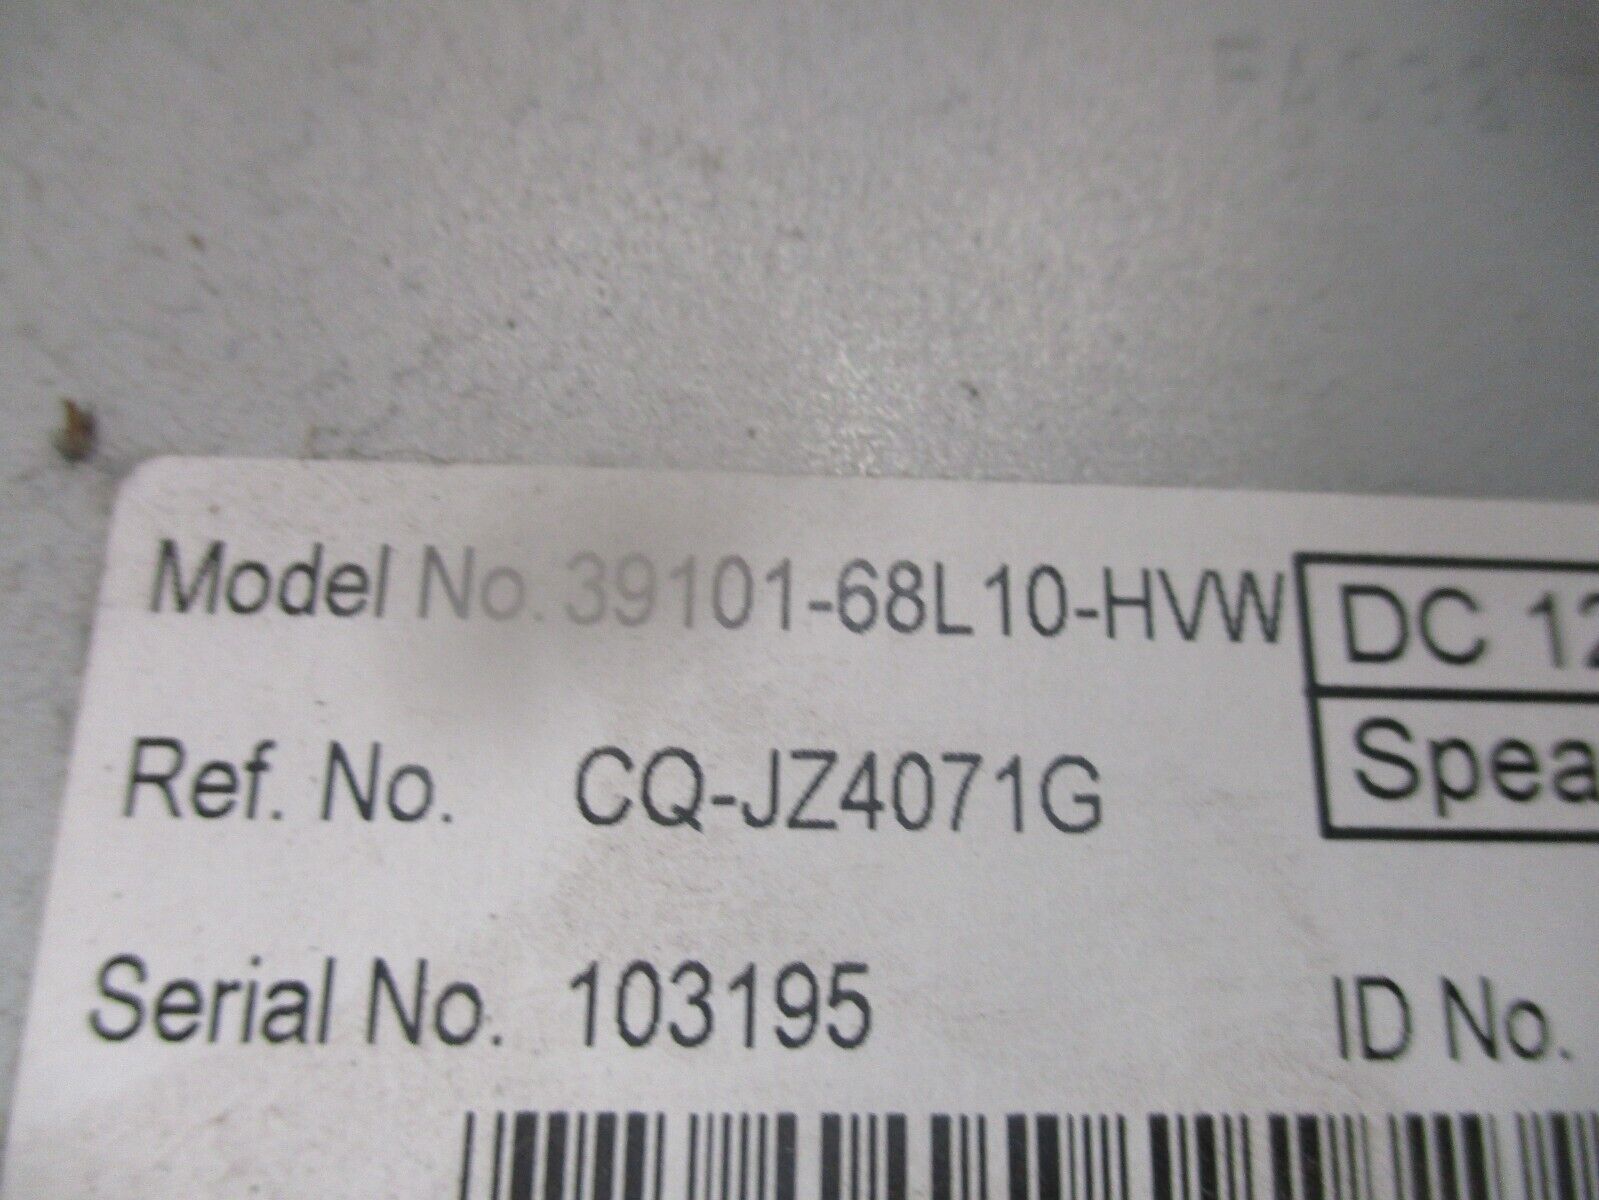 Model No. 39101-68L10-HVW
DC 12
Ref. No. CQ-JZ4071G
Spea
Serial No. 103195
ID No.